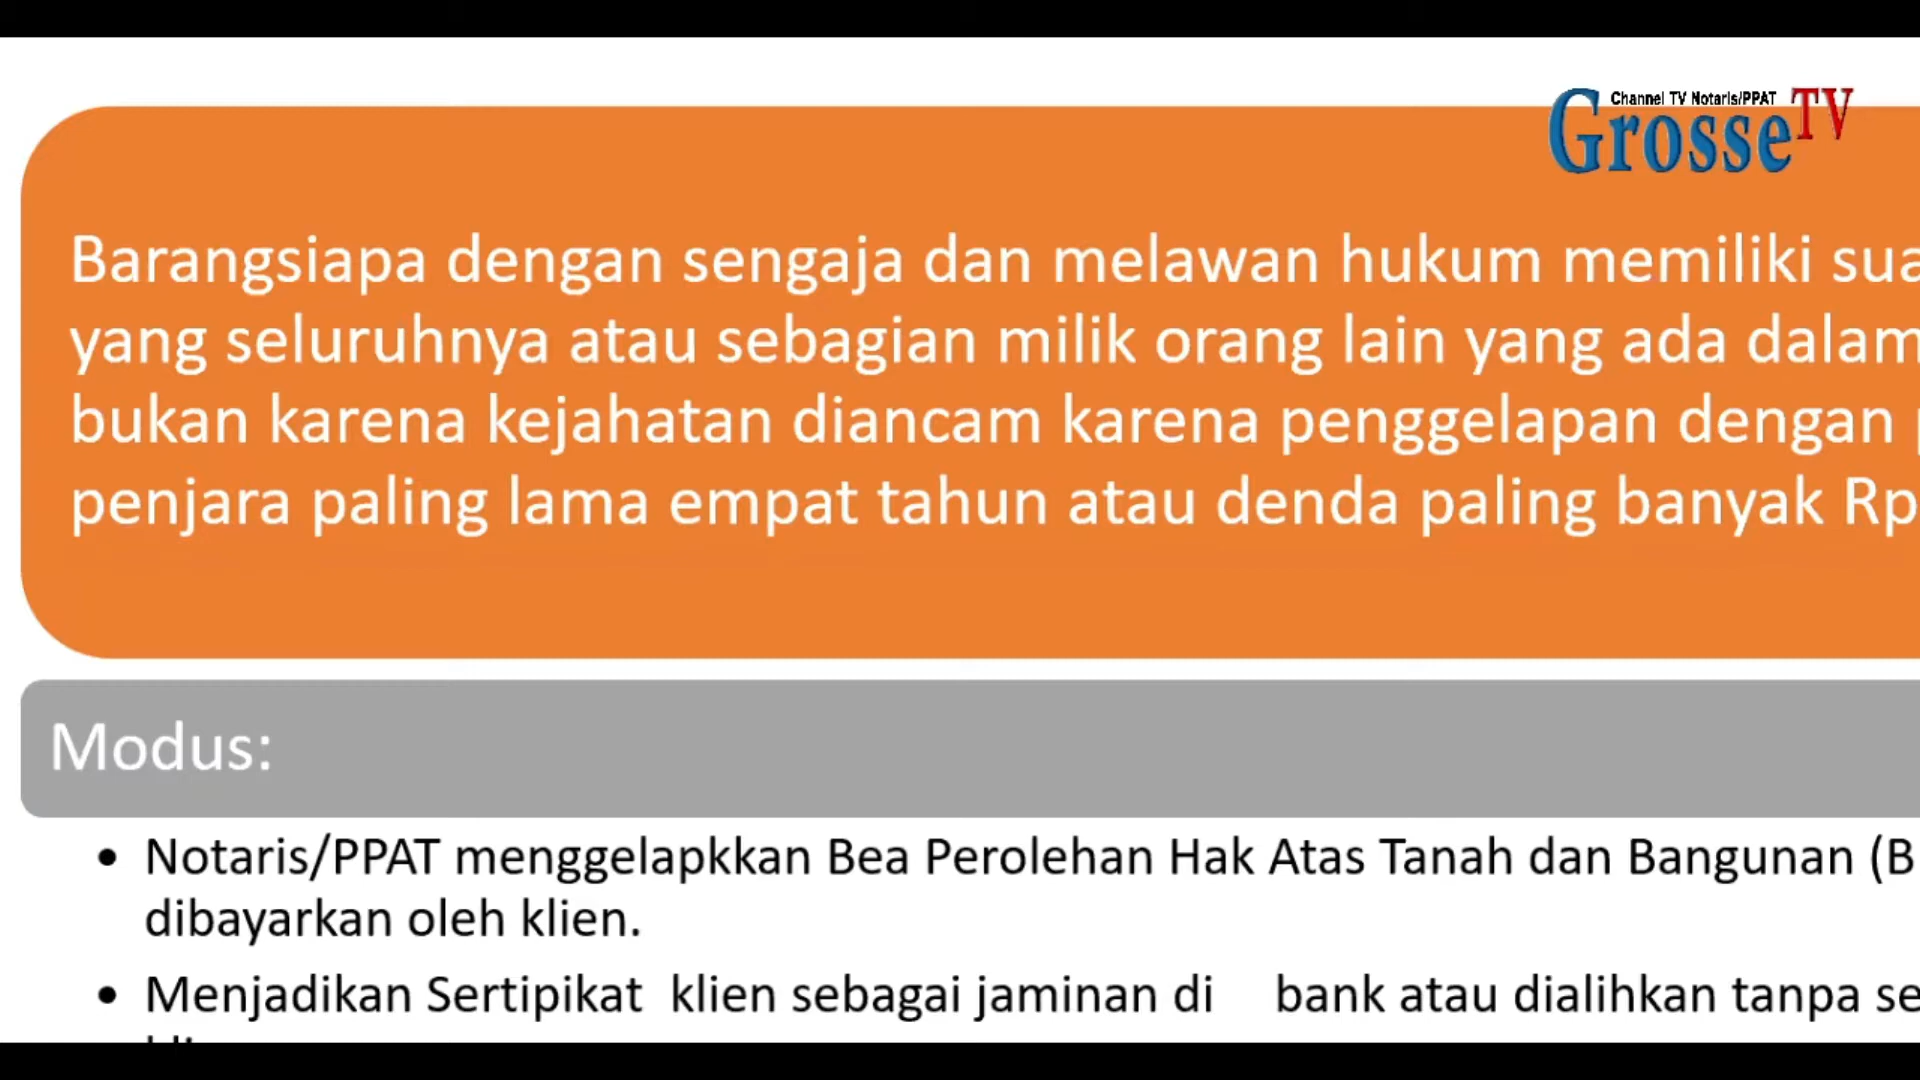 Channel TV Notaris/PPAT
Grosse TV
Barangsiapa dengan sengaja dan melawan hukum memiliki sua
yang seluruhnya atau sebagian milik orang lain yang ada dalam
bukan karena kejahatan diancam karena penggelapan dengan
penjara paling lama empat tahun atau denda paling banyak Rp
Modus:
• Notaris/PPAT menggelapkkan Bea Perolehan Hak Atas Tanah dan Bangunan (B
dibayarkan oleh klien.
• Menjadikan Sertipikat klien sebagai jaminan di bank atau dialihkan tanpa se